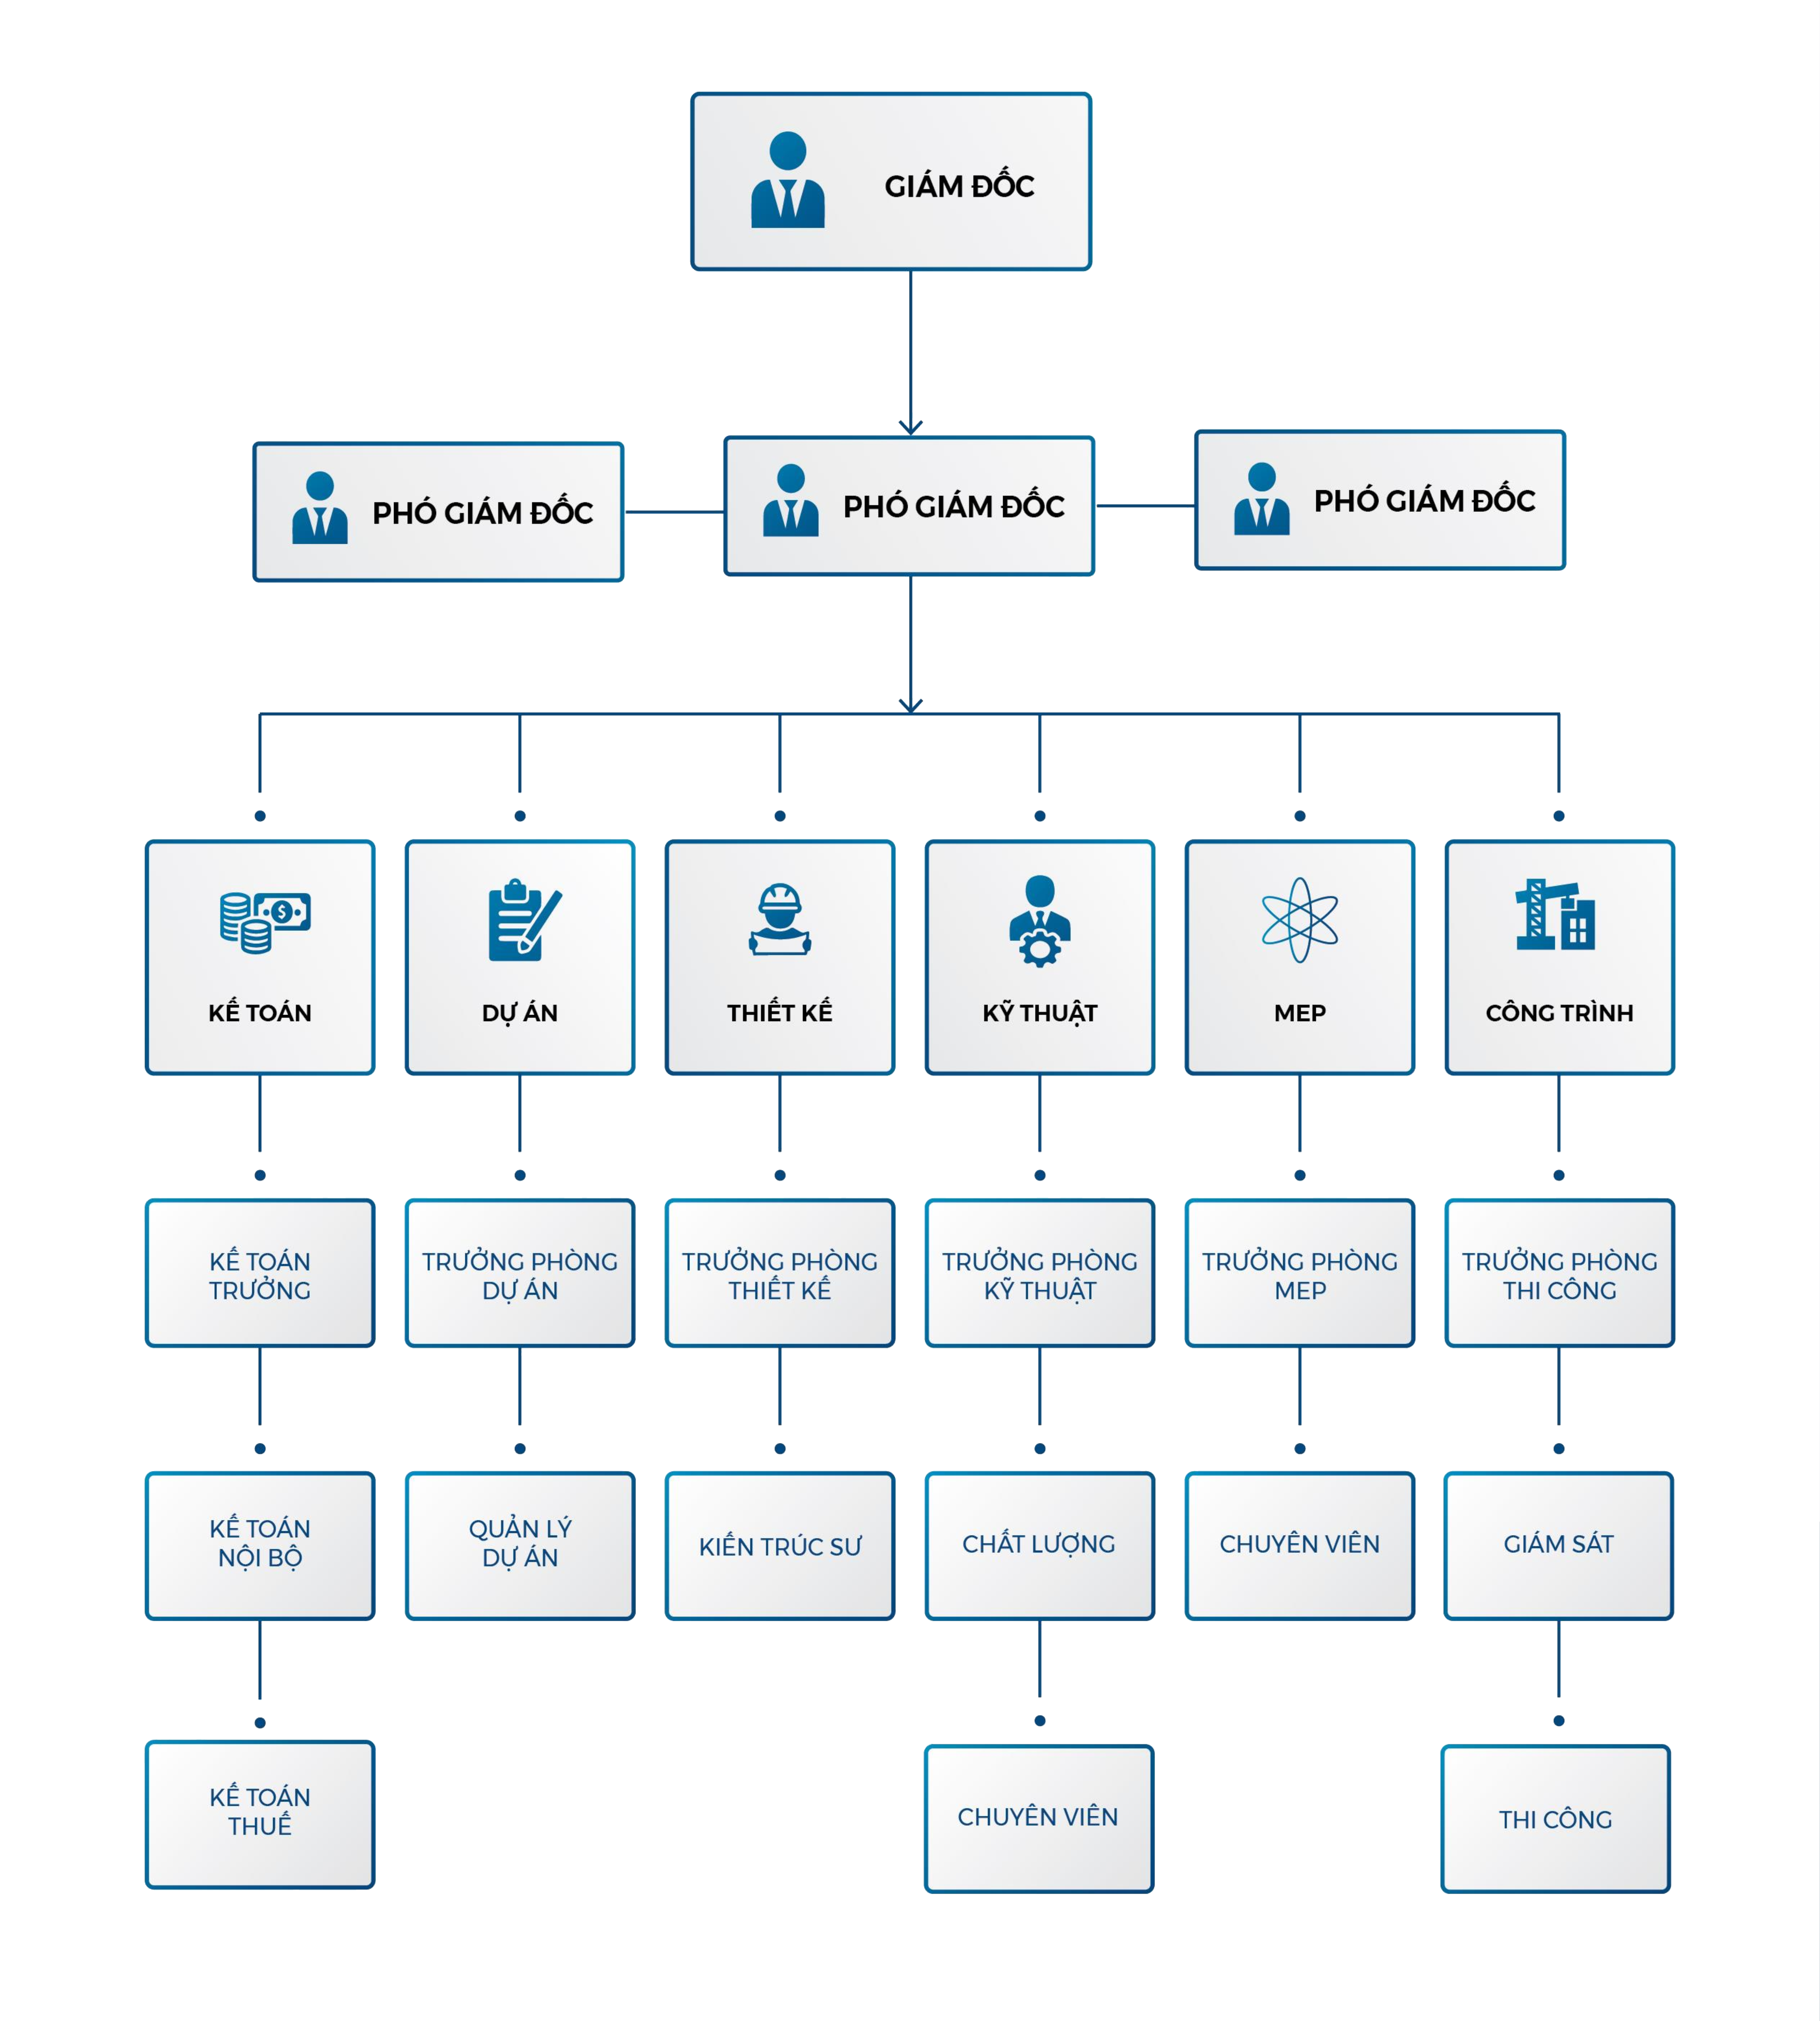 GIÁM ĐỐC
PHÓ GIÁM ĐỐC
PHÓ GIÁM ĐỐC
PHÓ GIÁM ĐỐC
KẾ TOÁN
DỰ ÁN
THIẾT KẾ
KỸ THUẬT
MEP
CÔNG TRÌNH
KẾ TOÁN
TRƯỞNG
TRƯỞNG PHÒNG
DỰ ÁN
TRƯỞNG PHÒNG
THIẾT KẾ
TRƯỞNG PHÒNG
KỸ THUẬT
TRƯỞNG PHÒNG
MEP
TRƯỞNG PHÒNG
THI CÔNG
KẾ TOÁN
NỘI BỘ
QUẢN LÝ
DỰ ÁN
KIẾN TRÚC SƯ
CHẤT LƯỢNG
CHUYÊN VIÊN
GIÁM SÁT
KẾ TOÁN
THUẾ
CHUYÊN VIÊN
THI CÔNG